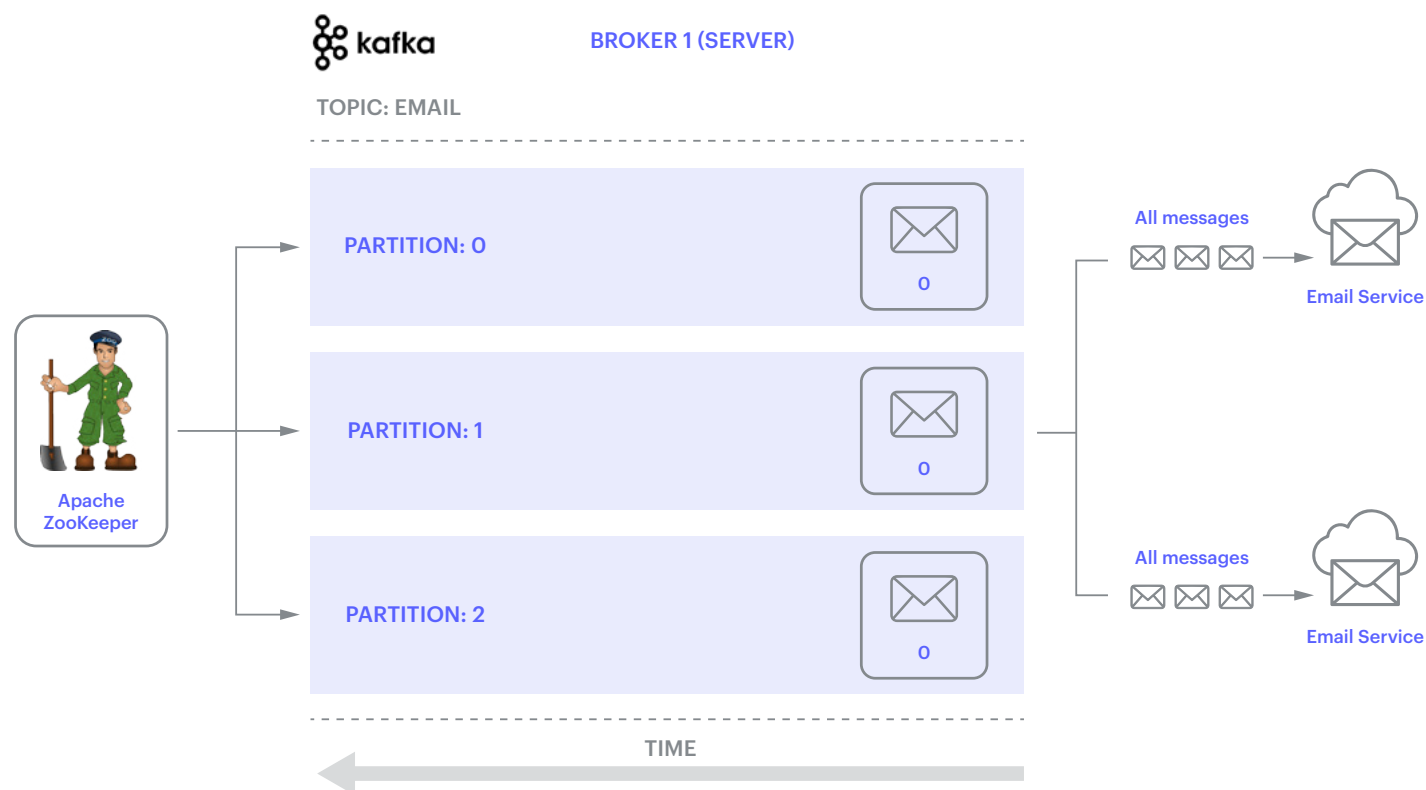 kafka
BROKER 1 (SERVER)
TOPIC: EMAIL
PARTITION: 0
0
All messages
Email Service
ZOO
Apache
ZooKeeper
PARTITION: 1
0
PARTITION: 2
0
All messages
Email Service
TIME